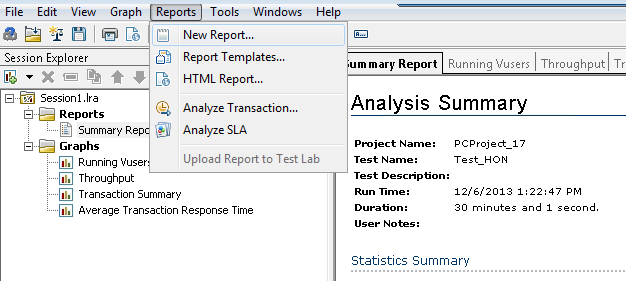 File Edit View Graph Reports Tools Windows Help
New Report...
Report Templates...
HTML Report...
Analyze Transaction...
Analyze SLA
Upload Report to Test Lab
Session Explorer
Session1.lra
Reports
Summary Repo
Graphs
Running Vusers
Throughput
Transaction Summary
Average Transaction Response Time
ummary Report Running Vusers Throughput Tr
Analysis Summary
Project Name: PCProject_17
Test Name: Test_HON
Test Description:
Run Time: 12/6/2013 1:22:47 PM
Duration: 30 minutes and 1 second.
User Notes:
Statistics Summary